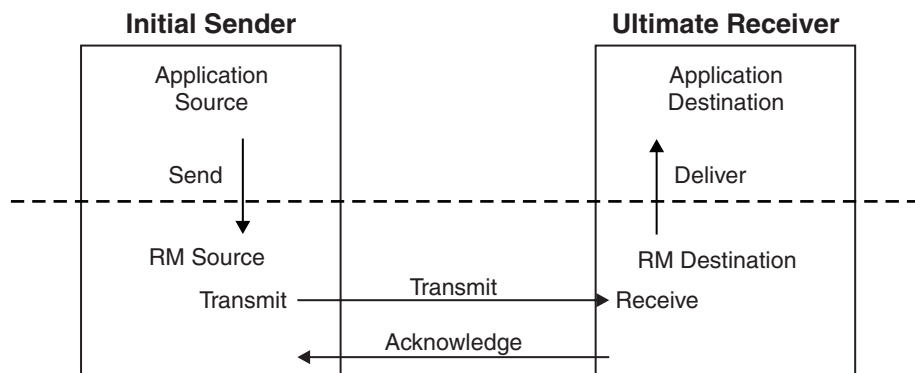 Initial Sender
Ultimate Receiver
Application
Source
Application
Destination
Send
Deliver
RM Source
RM Destination
Transmit
Transmit
Receive
Acknowledge